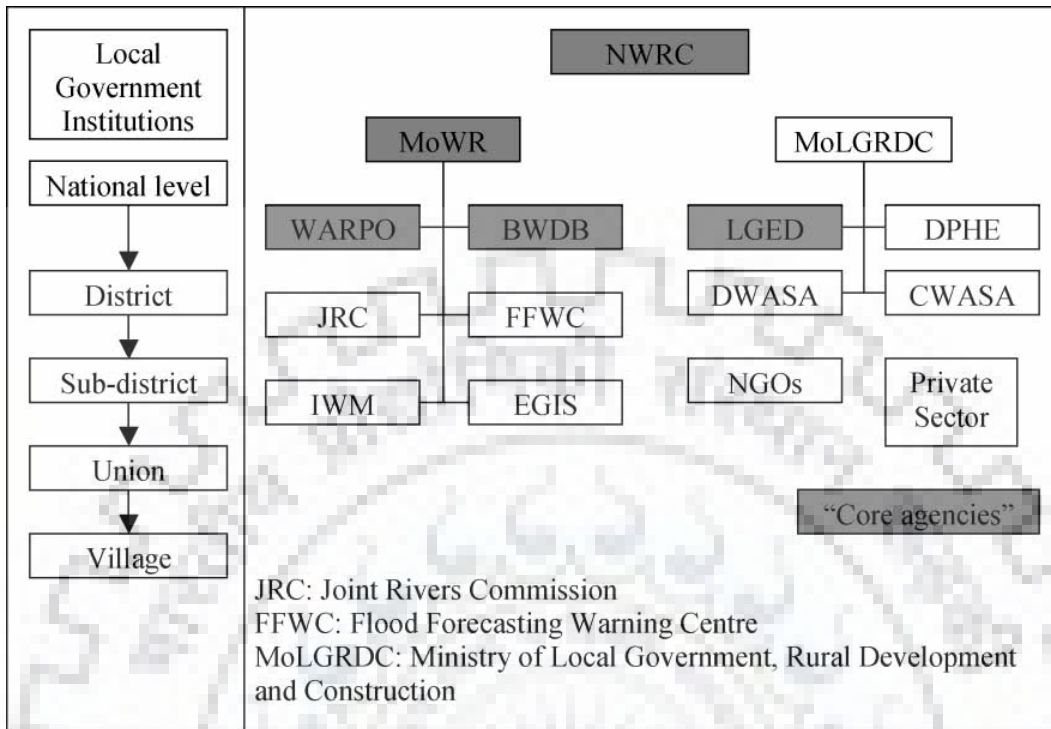 Local
Government
Institutions
National level
District
Sub-district
Union
Village
NWRC
MoWR
MoLGRDC
WARPO
BWDB
LGED
DPHE
JRC
FFWC
DWASA
CWASA
IWM
EGIS
NGOs
Private
Sector
“Core agencies”
JRC: Joint Rivers Commission
FFWC: Flood Forecasting Warning Centre
MoLGRDC: Ministry of Local Government, Rural Development
and Construction